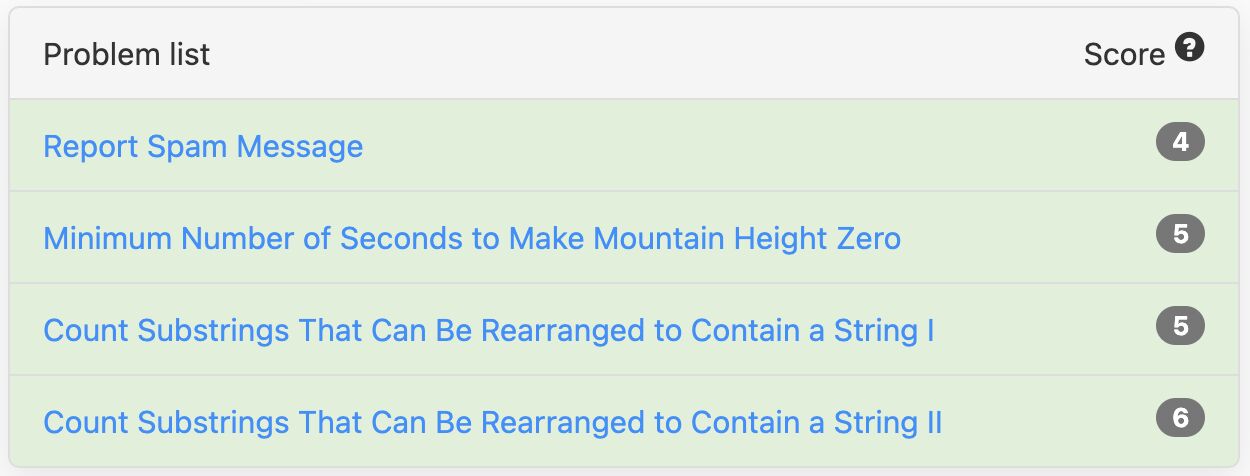 Problem list Score ?
Report Spam Message 4
Minimum Number of Seconds to Make Mountain Height Zero 5
Count Substrings That Can Be Rearranged to Contain a String I 5
Count Substrings That Can Be Rearranged to Contain a String II 6